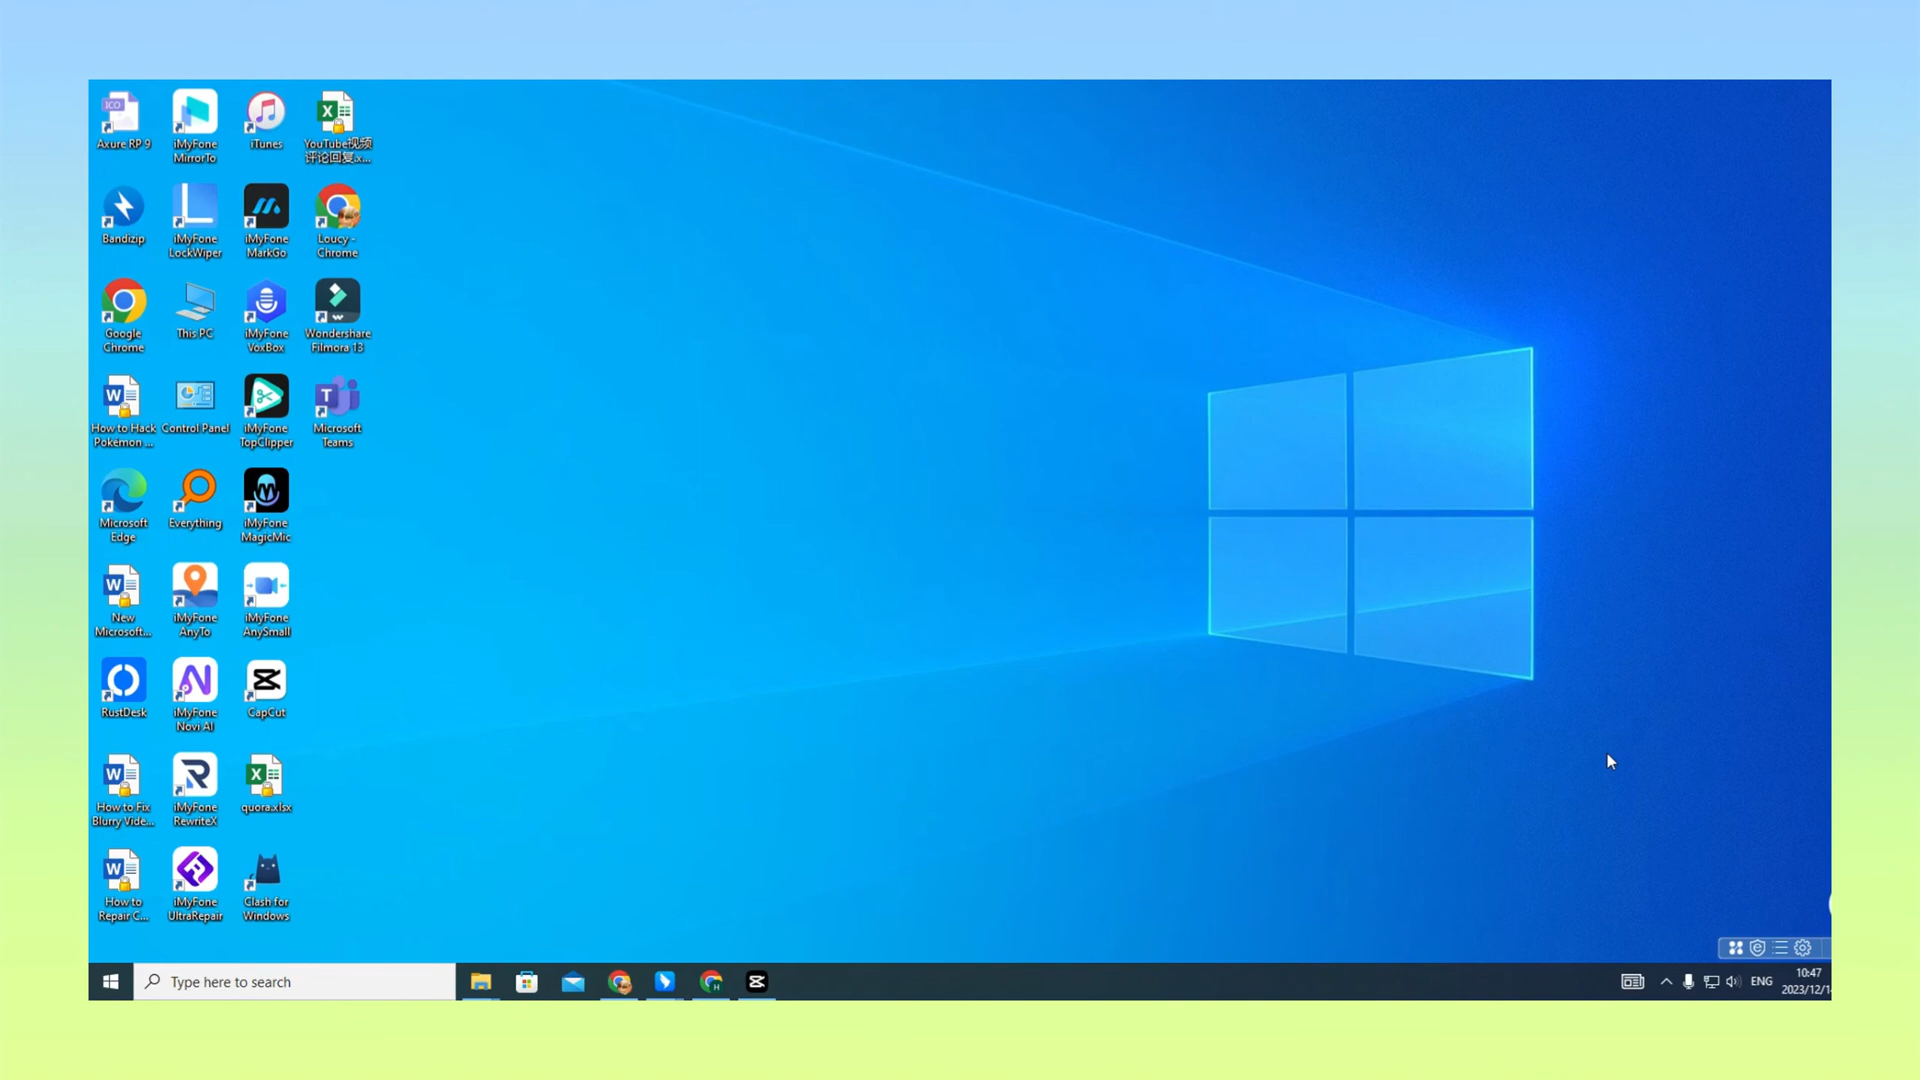 ICO
Axure RP 9
iMyFone
MirrorTo
iTunes
YouTube视频
评论回复.x...
Bandizip
iMyFone
LockWiper
iMyFone
MarkGo
Loucy -
Chrome
Google
Chrome
This PC
iMyFone
VoxBox
Wondershare
Filmora 13
How to Hack
Pokémon ...
Control Panel
iMyFone
TopClipper
Microsoft
Teams
Microsoft
Edge
Everything
iMyFone
MagicMic
New
Microsoft...
iMyFone
AnyTo
iMyFone
AnySmall
RustDesk
iMyFone
Novi AI
CapCut
How to Fix
Blurry Vide...
iMyFone
RewriteX
quora.xlsx
How to
Repair C...
iMyFone
UltraRepair
Clash for
Windows
Type here to search
ENG
10:47
2023/12/1